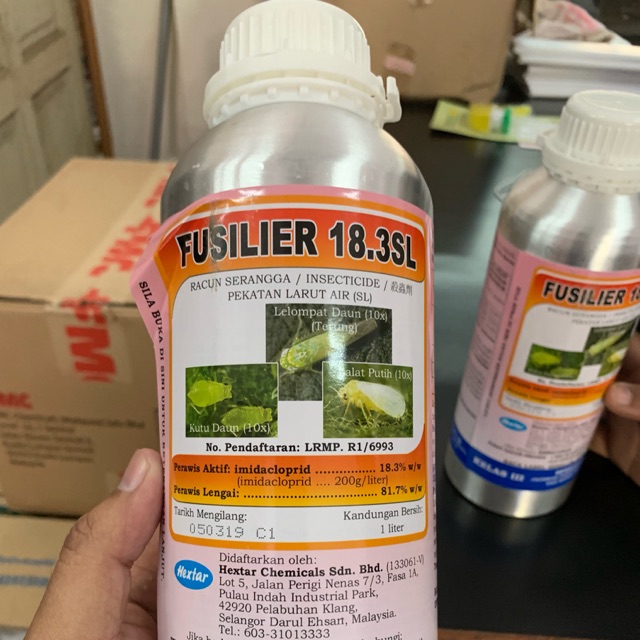 FUSILIER 18.3SL
RACUN SERANGGA / INSECTICIDE / 殺蟲劑
PEKATAN LARUT AIR (SL)
Lelompat Daun (10x)
(Terung)
Kutu Daun (10x)
Lalat Putih (10x)
No. Pendaftaran: LRMP. R1/6993
Perawis Aktif: imidacloprid .................. 18.3% w/w
(imidacloprid .... 200g/liter)
Perawis Lengai: ................................ 81.7% w/w
Tarikh Mengilang:
050319 C1
Kandungan Bersih:
1 liter
Didaftarkan oleh:
Hextar
Hextar Chemicals Sdn. Bhd. (133061-V)
Lot 5, Jalan Perigi Nenas 7/3, Fasa 1A,
Pulau Indah Industrial Park,
42920 Pelabuhan Klang,
Selangor Darul Ehsan, Malaysia.
Tel.: 603-31013333
SILA BUKA DI SINI UNTUK
FUSILIER 18
Hextar
KELAS III